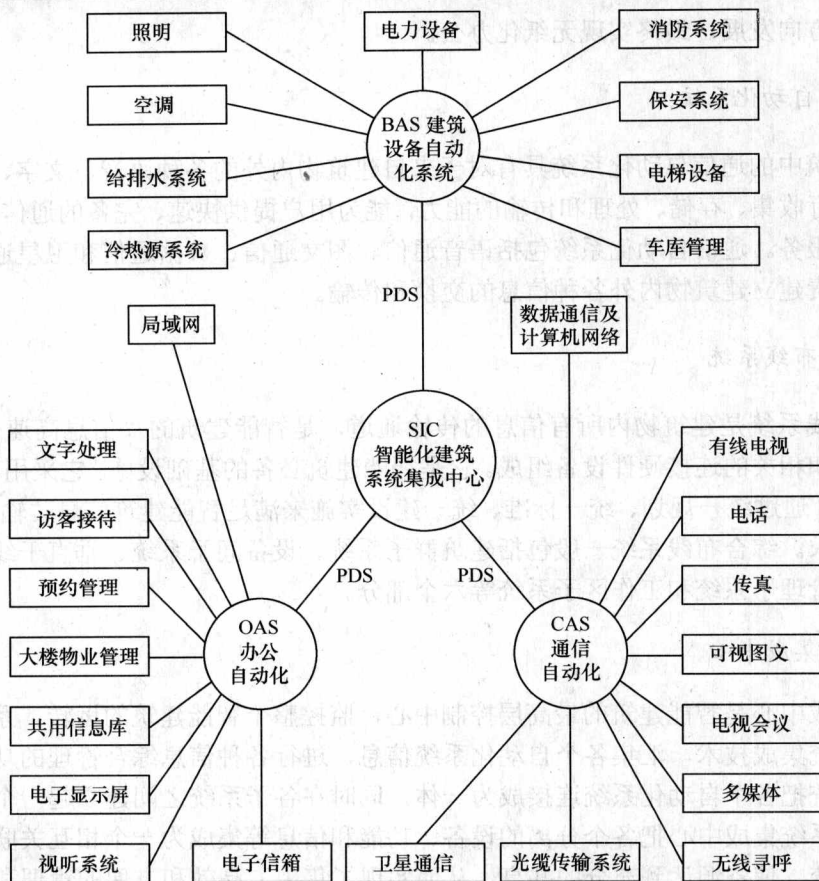 照明
电力设备
消防系统
空调
BAS 建筑
设备自动
化系统
保安系统
给排水系统
电梯设备
冷热源系统
车库管理
PDS
局域网
数据通信及
计算机网络
SIC
智能化建筑
系统集成中心
文字处理
有线电视
访客接待
电话
PDS
PDS
预约管理
传真
OAS
办公
自动化
CAS
通信
自动化
大楼物业管理
可视图文
共用信息库
电视会议
电子显示屏
多媒体
视听系统
电子信箱
卫星通信
光缆传输系统
无线寻呼